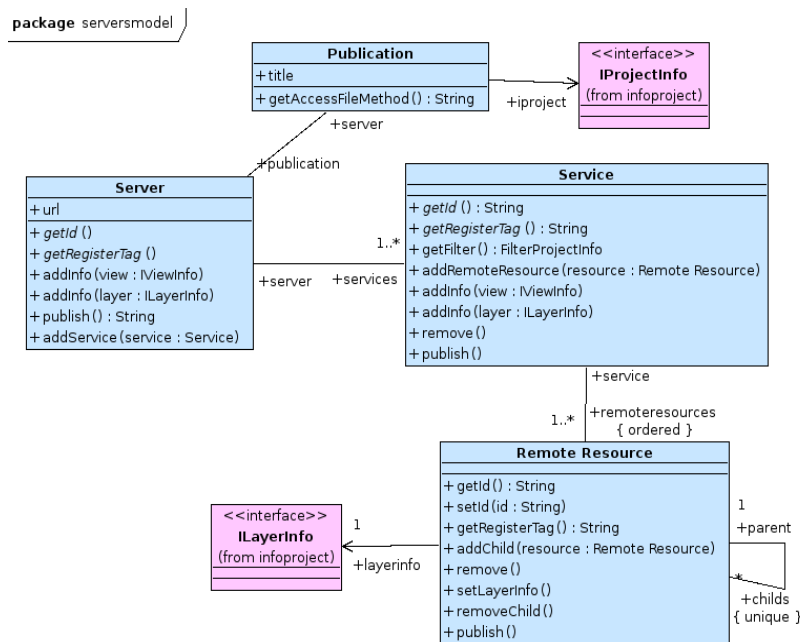 package serversmodel
Publication
+ title
+ getAccessFileMethod() : String
<<interface>>
IProjectInfo
(from infoproject)
+iproject
+server
+publication
Server
+ url
+ getId ()
+ getRegisterTag ()
+ addInfo(view : IViewInfo)
+ addInfo(layer : ILayerInfo)
+ publish() : String
+ addService(service : Service)
1..*
+server
+services
Service
+ getId () : String
+ getRegisterTag () : String
+ getFilter() : FilterProjectInfo
+ addRemoteResource(resource : Remote Resource)
+ addInfo(view : IViewInfo)
+ addInfo(layer : ILayerInfo)
+ remove()
+ publish()
+service
1..*
+remoteresources
{ ordered }
Remote Resource
+ getId() : String
+ setId(id : String)
+ getRegisterTag() : String
+ addChild(resource : Remote Resource)
+ remove()
+ setLayerInfo()
+ removeChild()
+ publish()
<<interface>>
ILayerInfo
(from infoproject)
1
+layerinfo
1
+parent
*
+childs
{ unique }